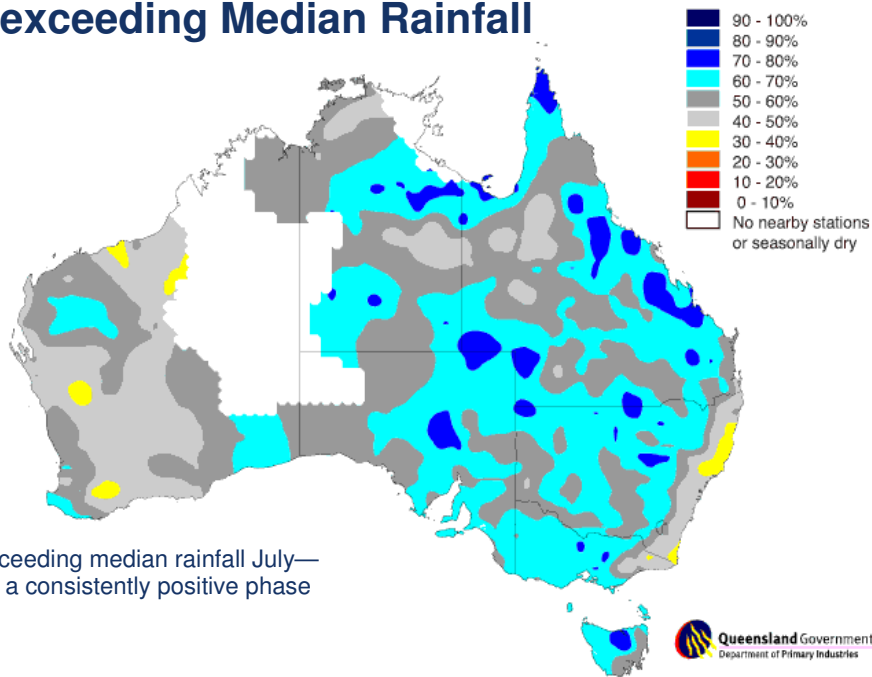 exceeding Median Rainfall
90 - 100%
80 - 90%
70 - 80%
60 - 70%
50 - 60%
40 - 50%
30 - 40%
20 - 30%
10 - 20%
0 - 10%
No nearby stations
or seasonally dry
ceeding median rainfall July—
a consistently positive phase
Queensland Government
Department of Primary Industries